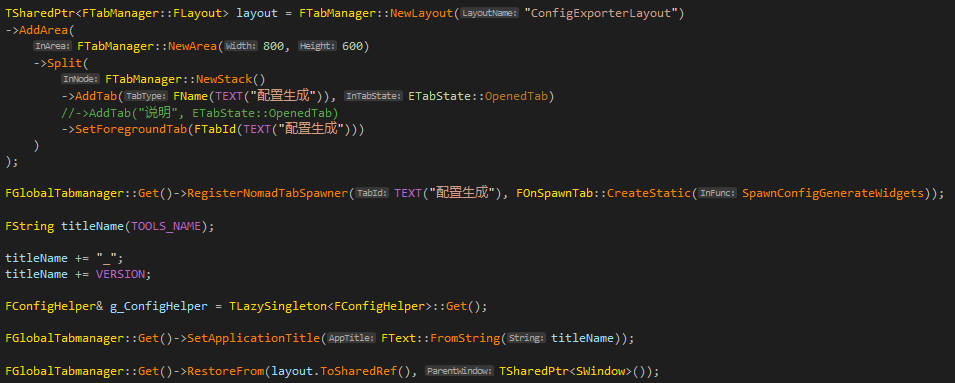 TSharedPtr<FTabManager::FLayout> layout = FTabManager::NewLayout(LayoutName: "ConfigExporterLayout")
->AddArea(
InArea: FTabManager::NewArea(Width: 800, Height: 600)
->Split(
InNode: FTabManager::NewStack()
->AddTab(TabType: FName(TEXT("配置生成")), InTabState: ETabState::OpenedTab)
//->AddTab("说明", ETabState::OpenedTab)
->SetForegroundTab(FTabId(TEXT("配置生成")))
)
);
FGlobalTabmanager::Get()->RegisterNomadTabSpawner(TabId: TEXT("配置生成"), FOnSpawnTab::CreateStatic(InFunc: SpawnConfigGenerateWidgets));
FString titleName(TOOLS_NAME);
titleName += "_";
titleName += VERSION;
FConfigHelper& g_ConfigHelper = TLazySingleton<FConfigHelper>::Get();
FGlobalTabmanager::Get()->SetApplicationTitle(AppTitle: FText::FromString(String: titleName));
FGlobalTabmanager::Get()->RestoreFrom(layout.ToSharedRef(), ParentWindow: TSharedPtr<SWindow>());